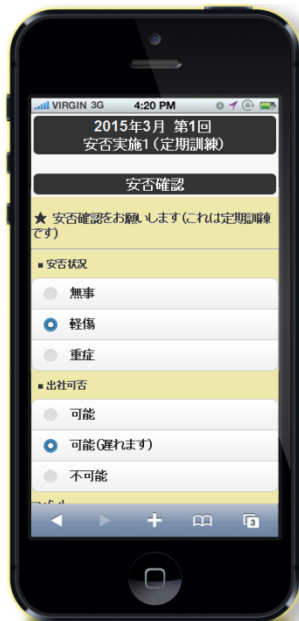 VIRGIN 3G 4:20 PM
2015年3月 第1回
安否実施1(定期訓練)
安否確認
★ 安否確認をお願いします(これは定期訓練
です)
■安否状況
無事
軽傷
重症
■出社可否
可能
可能(遅れます)
不可能
3